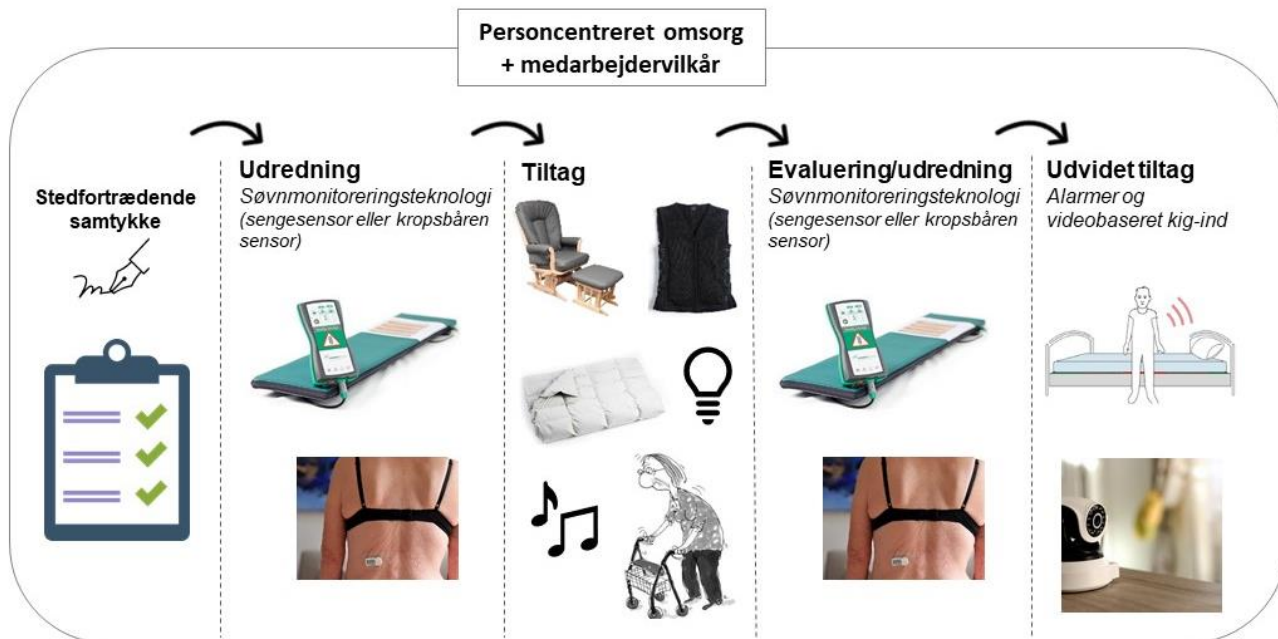 Personcentreret omsorg
+ medarbejdervilkår
Stedfortrædende
samtykke
Udredning
Søvnmonitoreringsteknologi
(sengesensor eller kropsbåren
sensor)
Tiltag
Evaluering/udredning
Søvnmonitoreringsteknologi
(sengesensor eller kropsbåren
sensor)
Udvidet tiltag
Alarmer og
videobaseret kig-ind